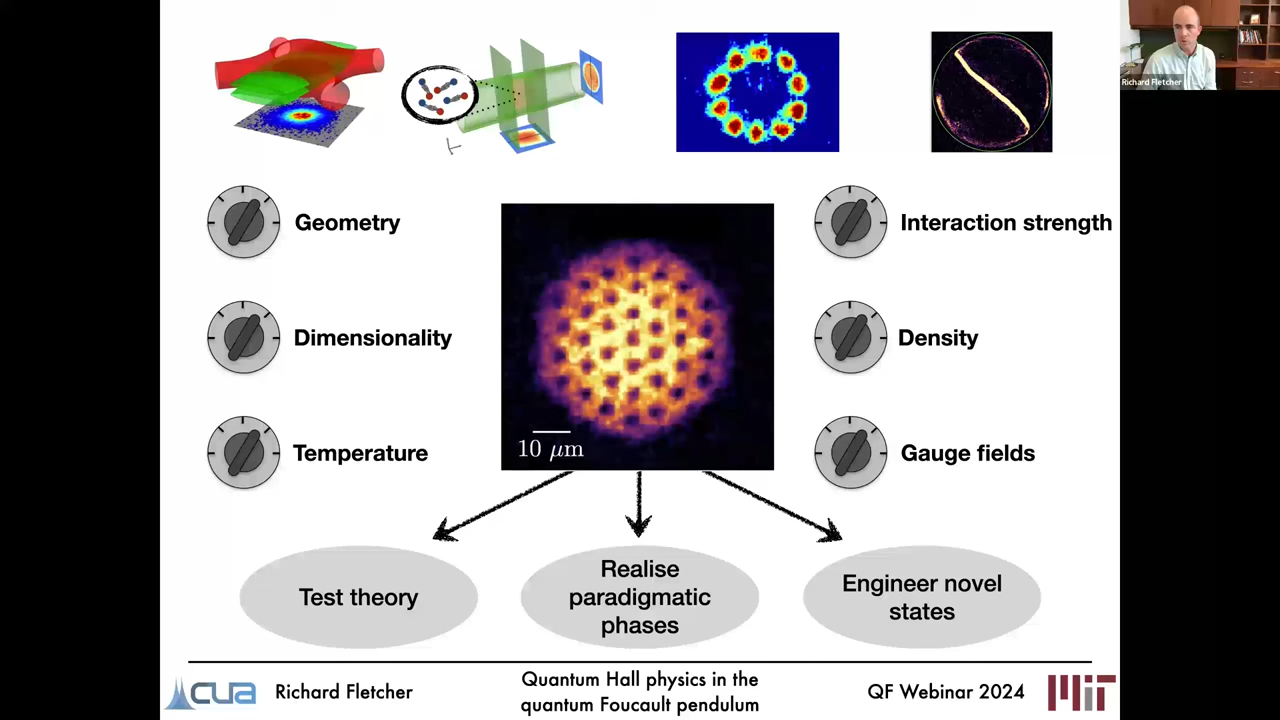 Richard Fletcher
Geometry
Interaction strength
Dimensionality
Density
10 μm
Temperature
Gauge fields
Test theory
Realise
paradigmatic
phases
Engineer novel
states
CUA
Richard Fletcher
Quantum Hall physics in the
quantum Foucault pendulum
QF Webinar 2024
MIT